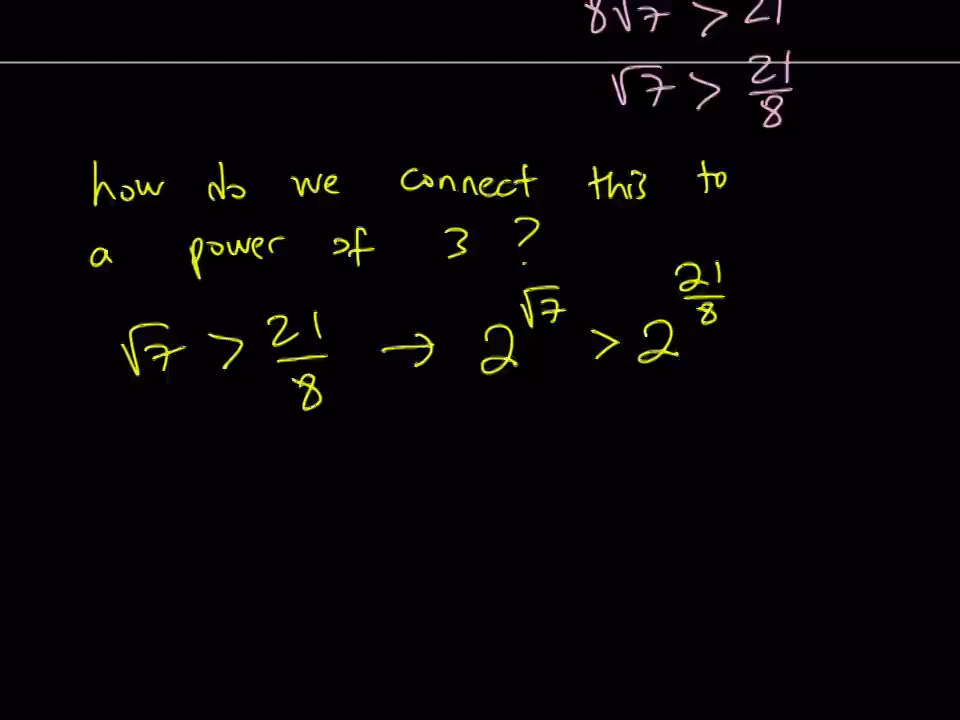 8√7 > 21
√7 > 21/8
how do we connect this to
a power of 3 ?
√7 > 21/8 → 2^√7 > 2^21/8